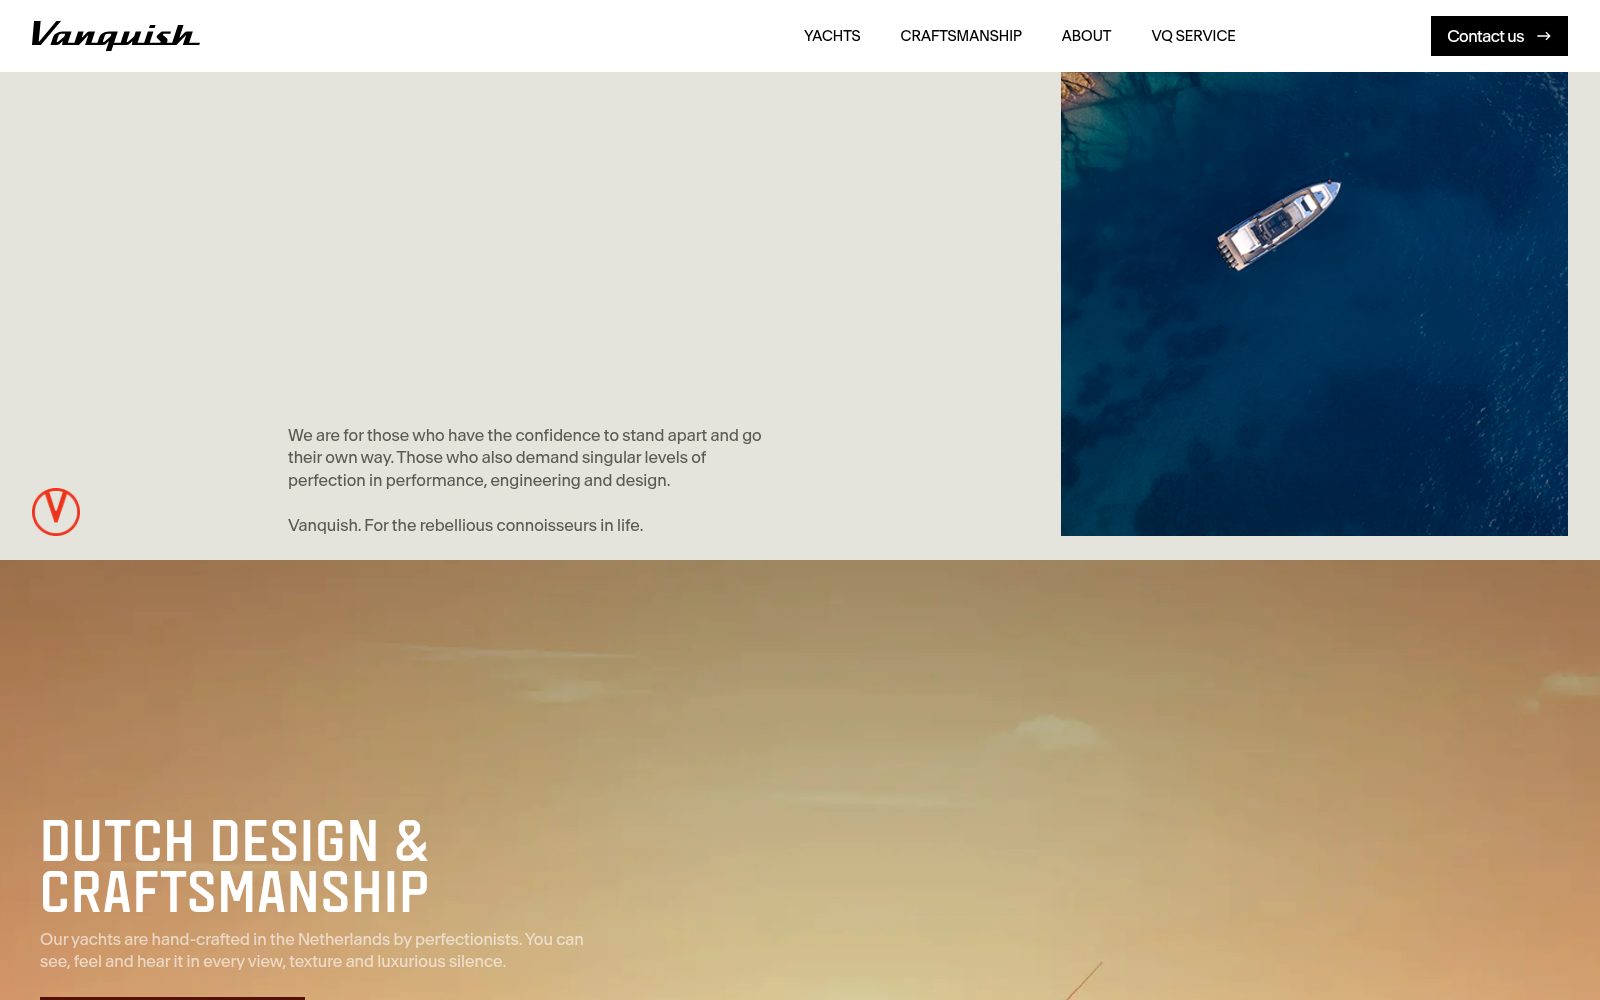 Vanquish
YACHTS
CRAFTSMANSHIP
ABOUT
VQ SERVICE
Contact us →
We are for those who have the confidence to stand apart and go
their own way. Those who also demand singular levels of
perfection in performance, engineering and design.
Vanquish. For the rebellious connoisseurs in life.
V
DUTCH DESIGN &
CRAFTSMANSHIP
Our yachts are hand-crafted in the Netherlands by perfectionists. You can
see, feel and hear it in every view, texture and luxurious silence.